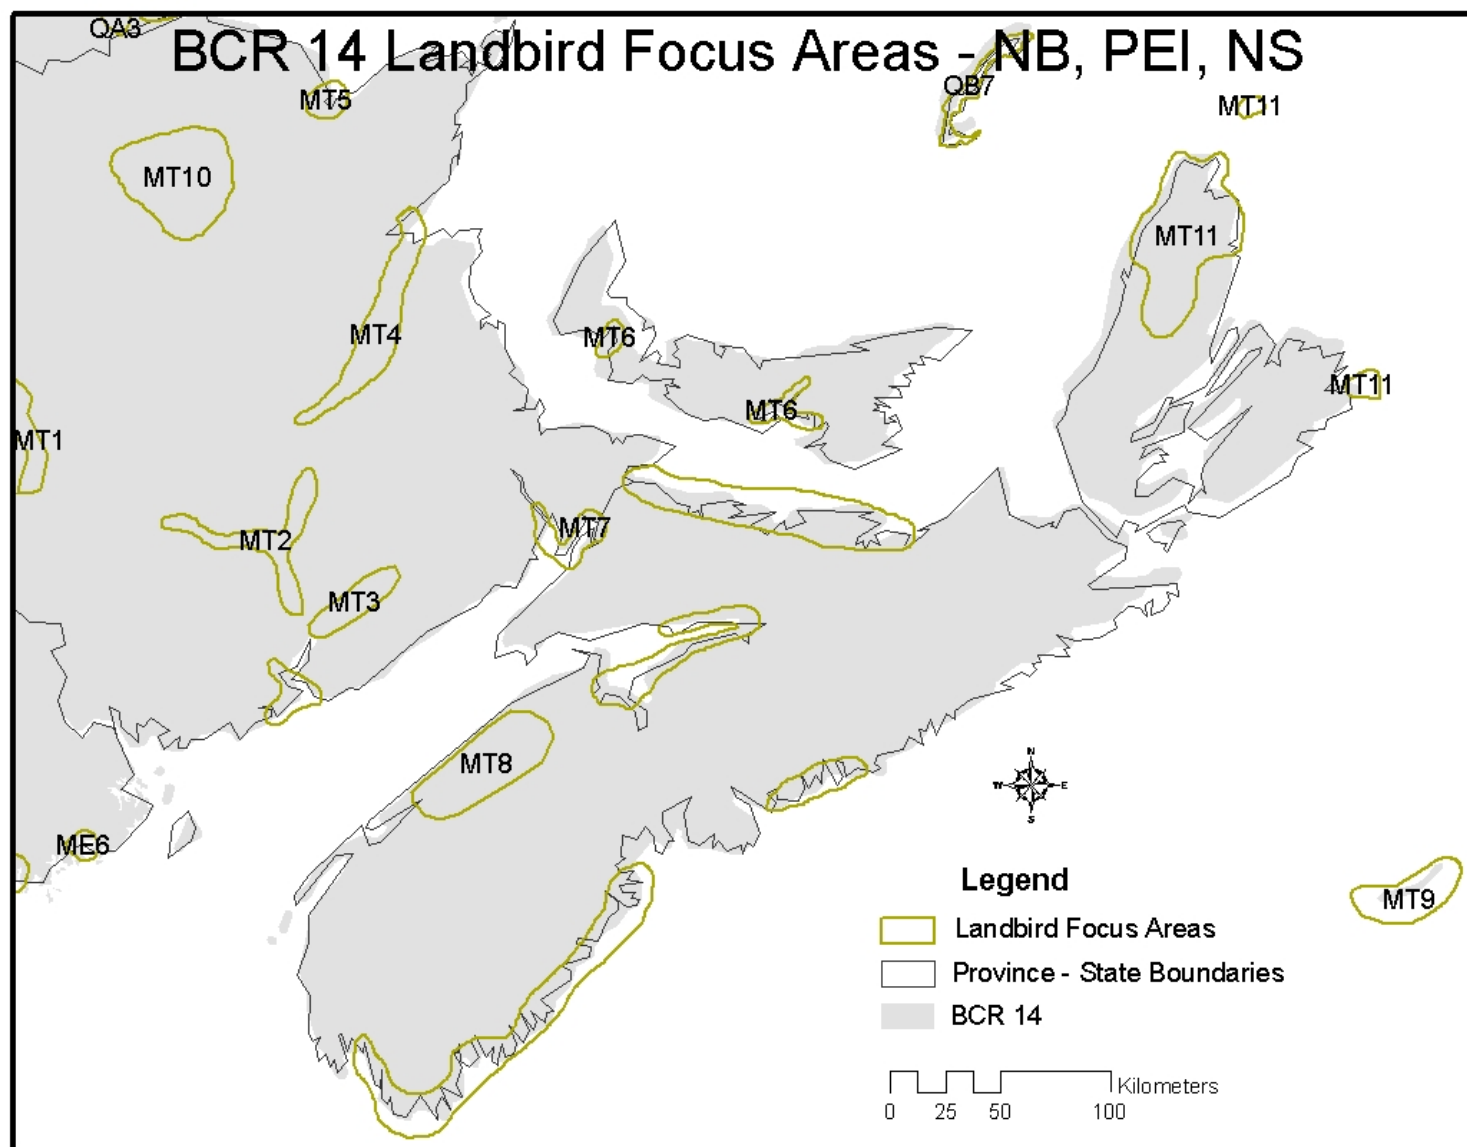 QA3
BCR 14 Landbird Focus Areas - NB, PEI, NS
MT5
QB7
MT11
MT10
MT11
MT4
MT6
MT11
MT6
MT1
MT2
MT7
MT3
MT8
N
W E
S
ME6
MT9
Legend
Landbird Focus Areas
Province - State Boundaries
BCR 14
Kilometers
0 25 50 100